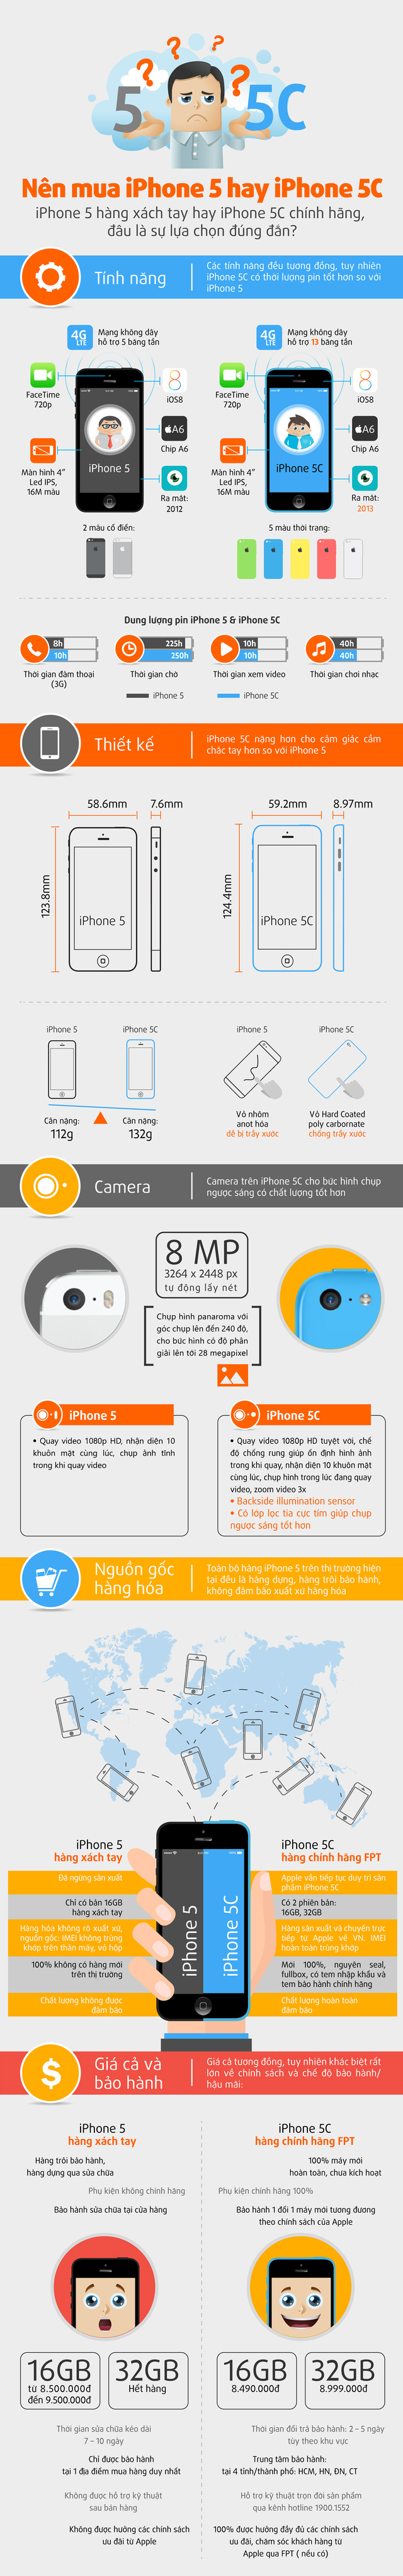 5
5C
Nên mua iPhone 5 hay iPhone 5C
iPhone 5 hàng xách tay hay iPhone 5C chính hãng,
đâu là sự lựa chọn đúng đắn?
Tính năng
Các tính năng đều tương đồng, tuy nhiên
iPhone 5C có thời lượng pin tốt hơn so với
iPhone 5
4G
LTE
Mạng không dây
hỗ trợ 5 băng tần
FaceTime
720p
8
iOS8
A6
Chip A6
iPhone 5
Màn hình 4"
Led IPS,
16M màu
Ra mắt:
2012
2 màu cổ điển:
4G
LTE
Mạng không dây
hỗ trợ 13 băng tần
FaceTime
720p
8
iOS8
A6
Chip A6
iPhone 5C
Màn hình 4"
Led IPS,
16M màu
Ra mắt:
2013
5 màu thời trang:
Dung lượng pin iPhone 5 & iPhone 5C
8h
10h
225h
250h
10h
10h
40h
40h
Thời gian đàm thoại
(3G)
Thời gian chờ
Thời gian xem video
Thời gian chơi nhạc
iPhone 5
iPhone 5C
Thiết kế
iPhone 5C nặng hơn cho cảm giác cầm
chắc tay hơn so với iPhone 5
58.6mm
7.6mm
123.8mm
iPhone 5
59.2mm
8.97mm
124.4mm
iPhone 5C
iPhone 5
iPhone 5C
Cân nặng:
112g
Cân nặng:
132g
iPhone 5
iPhone 5C
Vỏ nhôm
anot hóa
dễ bị trầy xước
Vỏ Hard Coated
poly carbornate
chống trầy xước
Camera
Camera trên iPhone 5C cho bức hình chụp
ngược sáng có chất lượng tốt hơn
8 MP
3264 x 2448 px
tự động lấy nét
Chụp hình panaroma với
góc chụp lên đến 240 độ,
cho bức hình có độ phân
giải lên tới 28 megapixel
iPhone 5
• Quay video 1080p HD, nhận diện 10
khuôn mặt cùng lúc, chụp ảnh tĩnh
trong khi quay video
iPhone 5C
• Quay video 1080p HD tuyệt vời, chế
độ chống rung giúp ổn định hình ảnh
trong khi quay, nhận diện 10 khuôn mặt
cùng lúc, chụp hình trong lúc đang quay
video, zoom video 3x
• Backside illumination sensor
• Có lớp lọc tia cực tím giúp chụp
ngược sáng tốt hơn
Nguồn gốc
hàng hóa
Toàn bộ hàng iPhone 5 trên thị trường hiện
tại đều là hàng dựng, hàng trôi bảo hành,
không đảm bảo xuất xứ hàng hóa
iPhone 5
hàng xách tay
Đã ngừng sản xuất
Chỉ có bản 16GB
hàng xách tay
Hàng hóa không rõ xuất xứ,
nguồn gốc: IMEI không trùng
khớp trên thân máy, vỏ hộp
100% không có hàng mới
trên thị trường
Chất lượng không được
đảm bảo
iPhone 5
iPhone 5C
iPhone 5C
hàng chính hãng FPT
Apple vẫn tiếp tục duy trì sản
phẩm iPhone 5C
Có 2 phiên bản:
16GB, 32GB
Hàng sản xuất và chuyển trực
tiếp từ Apple về VN. IMEI
hoàn toàn trùng khớp
Mới 100%, nguyên seal,
fullbox, có tem nhập khẩu và
tem bảo hành chính hãng
Chất lượng hoàn toàn
đảm bảo
$
Giá cả và
bảo hành
Giá cả tương đồng, tuy nhiên khác biệt rất
lớn về chính sách và chế độ bảo hành/
hậu mãi:
iPhone 5
hàng xách tay
Hàng trôi bảo hành,
hàng dựng qua sửa chữa
Phụ kiện không chính hãng
Bảo hành sửa chữa tại cửa hàng
iPhone 5C
hàng chính hãng FPT
100% máy mới
hoàn toàn, chưa kích hoạt
Phụ kiện chính hãng 100%
Bảo hành 1 đổi 1 máy mới tương đương
theo chính sách của Apple
16GB
từ 8.500.000đ
đến 9.500.000đ
32GB
Hết hàng
16GB
8.490.000đ
32GB
8.999.000đ
Thời gian sửa chữa kéo dài
7 – 10 ngày
Chỉ được bảo hành
tại 1 địa điểm mua hàng duy nhất
Không được hỗ trợ kỹ thuật
sau bán hàng
Không được hưởng các chính sách
ưu đãi từ Apple
Thời gian đổi trả bảo hành: 2 – 5 ngày
tùy theo khu vực
Trung tâm bảo hành:
tại 4 tỉnh/thành phố: HCM, HN, ĐN, CT
Hỗ trợ kỹ thuật trọn đời sản phẩm
qua kênh hotline 1900.1552
100% được hưởng đầy đủ các chính sách
ưu đãi, chăm sóc khách hàng từ
Apple qua FPT ( nếu có)